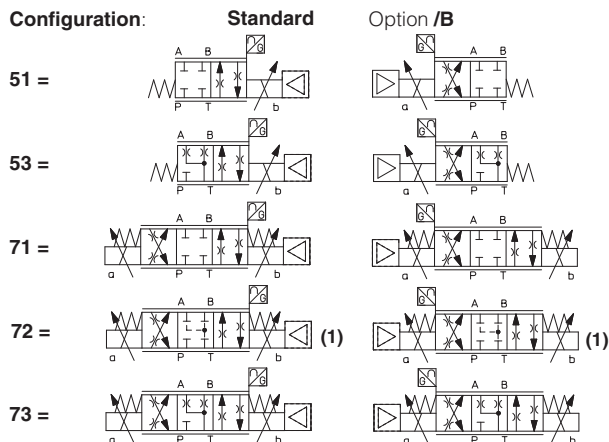 Configuration: Standard Option /B
A B G A B G
51 =
P T b a P T
A B G A B G
53 =
P T b a P T
A B G A B G
71 =
a P T b a P T b
A B G A B G
72 = (1) (1)
a P T b a P T b
A B G A B G
73 =
a P T b a P T b